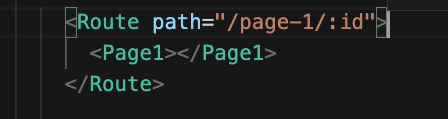 <Route path="/page-1/:id">
<Page1></Page1>
</Route>